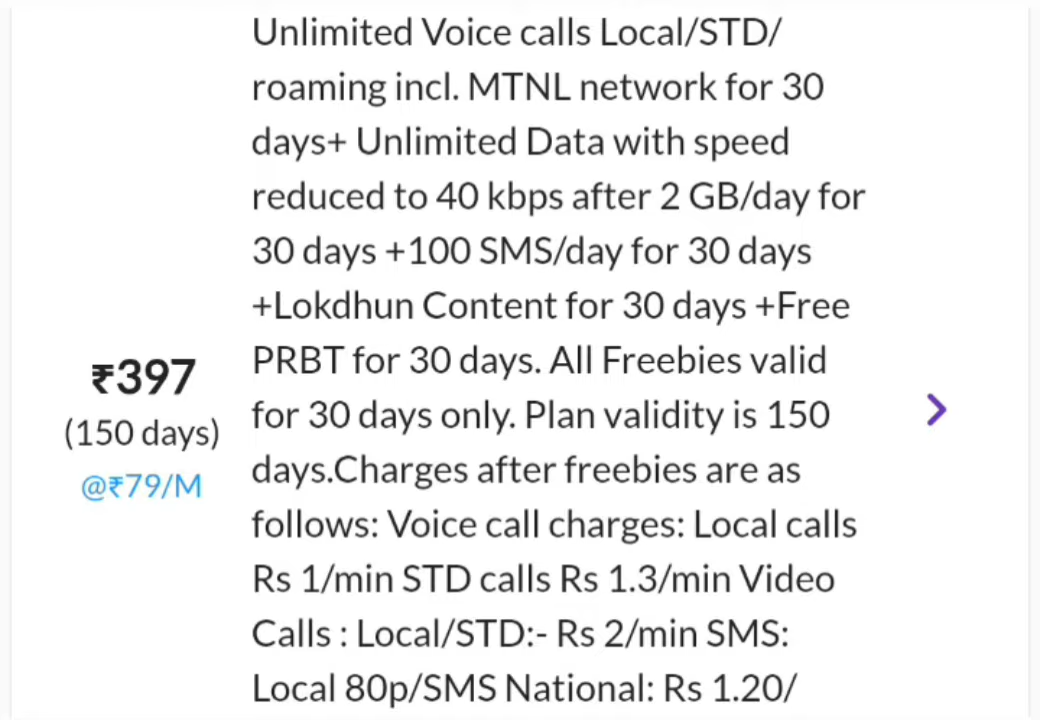 Unlimited Voice calls Local/STD/
roaming incl. MTNL network for 30
days+ Unlimited Data with speed
reduced to 40 kbps after 2 GB/day for
30 days +100 SMS/day for 30 days
+Lokdhun Content for 30 days +Free
PRBT for 30 days. All Freebies valid
for 30 days only. Plan validity is 150
days.Charges after freebies are as
follows: Voice call charges: Local calls
Rs 1/min STD calls Rs 1.3/min Video
Calls : Local/STD:- Rs 2/min SMS:
Local 80p/SMS National: Rs 1.20/
₹397
(150 days)
@₹79/M